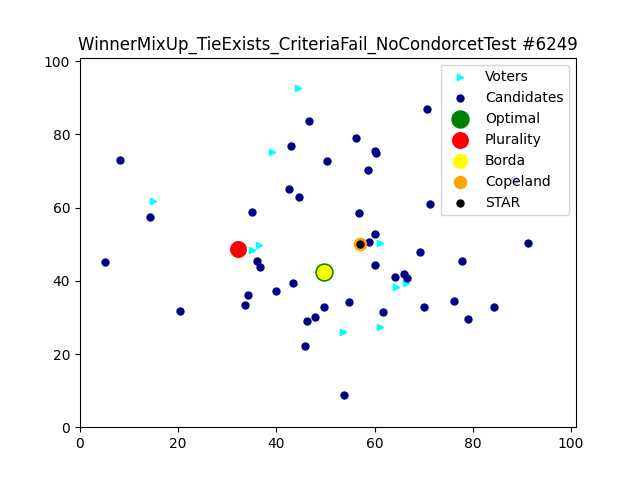 WinnerMixUp_TieExists_CriteriaFail_NoCondorcetTest #6249
100
80
60
40
20
0
0
20
40
60
80
100
Voters
Candidates
Optimal
Plurality
Borda
Copeland
STAR